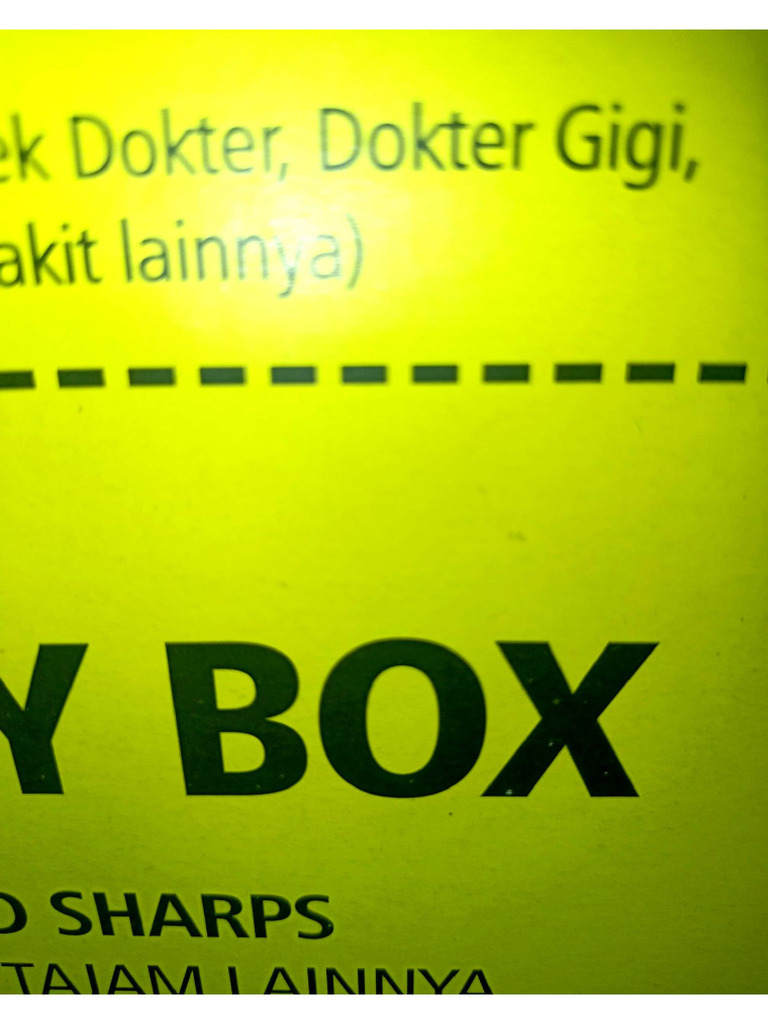 ek Dokter, Dokter Gigi,
akit lainnya)
Y BOX
D SHARPS
TAJAM LAINNYA